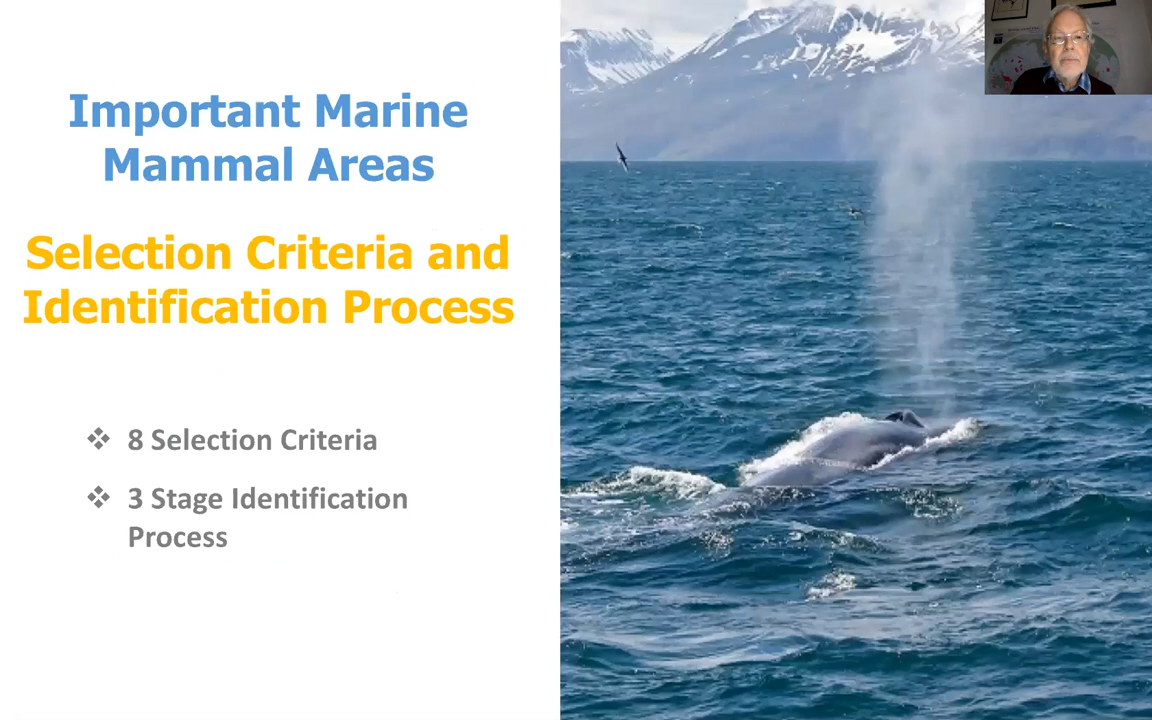 Important Marine
Mammal Areas
Selection Criteria and
Identification Process
❖ 8 Selection Criteria
❖ 3 Stage Identification
Process